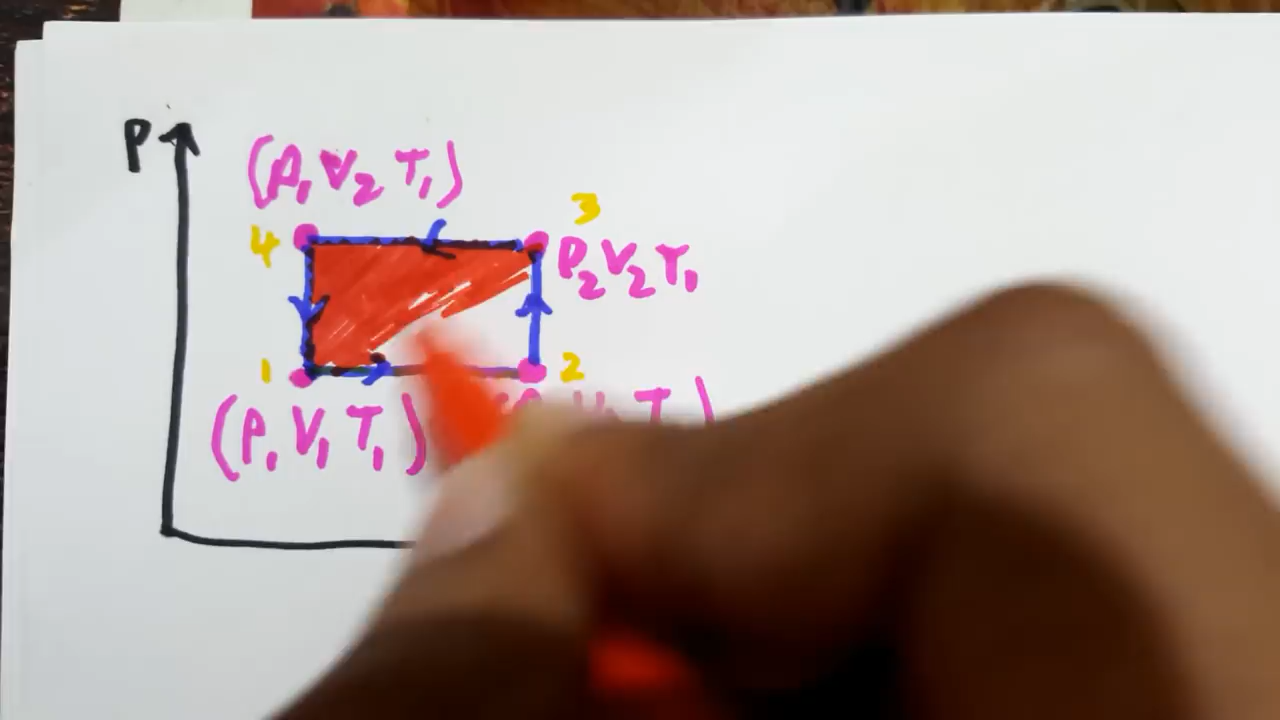 P
(P₁ V₂ T₁)
3
4
P₂ V₂ T₁
1
2
(P₁ V₁ T₁)